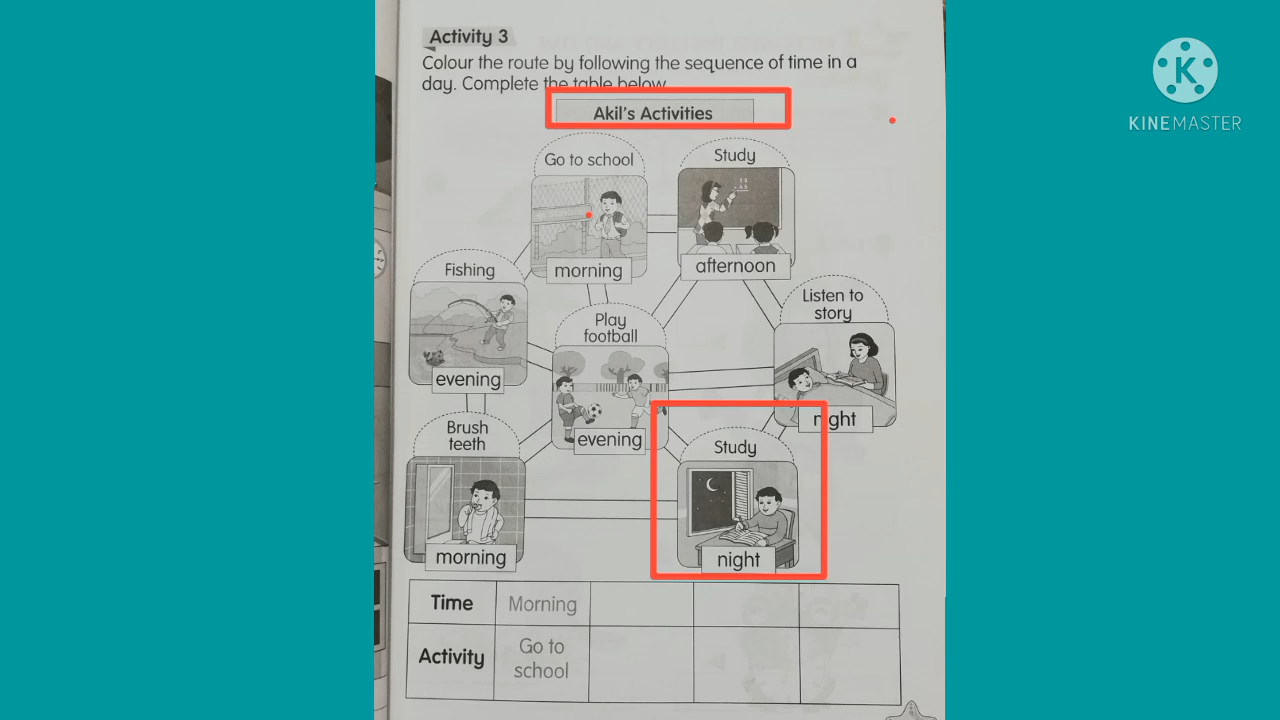 Activity 3
Colour the route by following the sequence of time in a
day. Complete the table below.
Akil's Activities
KINEMASTER
Go to school
morning
Study
afternoon
Fishing
evening
Play
football
evening
Listen to
story
night
Brush
teeth
morning
Study
night
Time Morning
Activity Go to
school